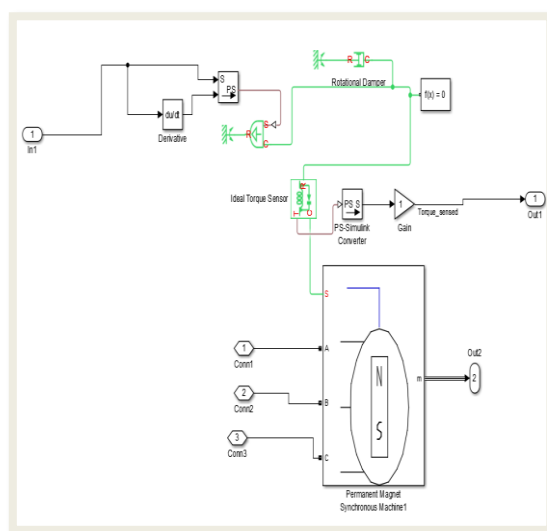 R C
Rotational Damper
S
PS
f(x) = 0
1
In1
du/dt
Derivative
S
R
C
Ideal Torque Sensor
R
T C
PS S
PS-Simulink
Converter
1
Gain
Torque_sensed
1
Out1
S
1
Conn1
A
2
Conn2
B
3
Conn3
C
N
S
m
Out2
2
Permanent Magnet
Synchronous Machine1